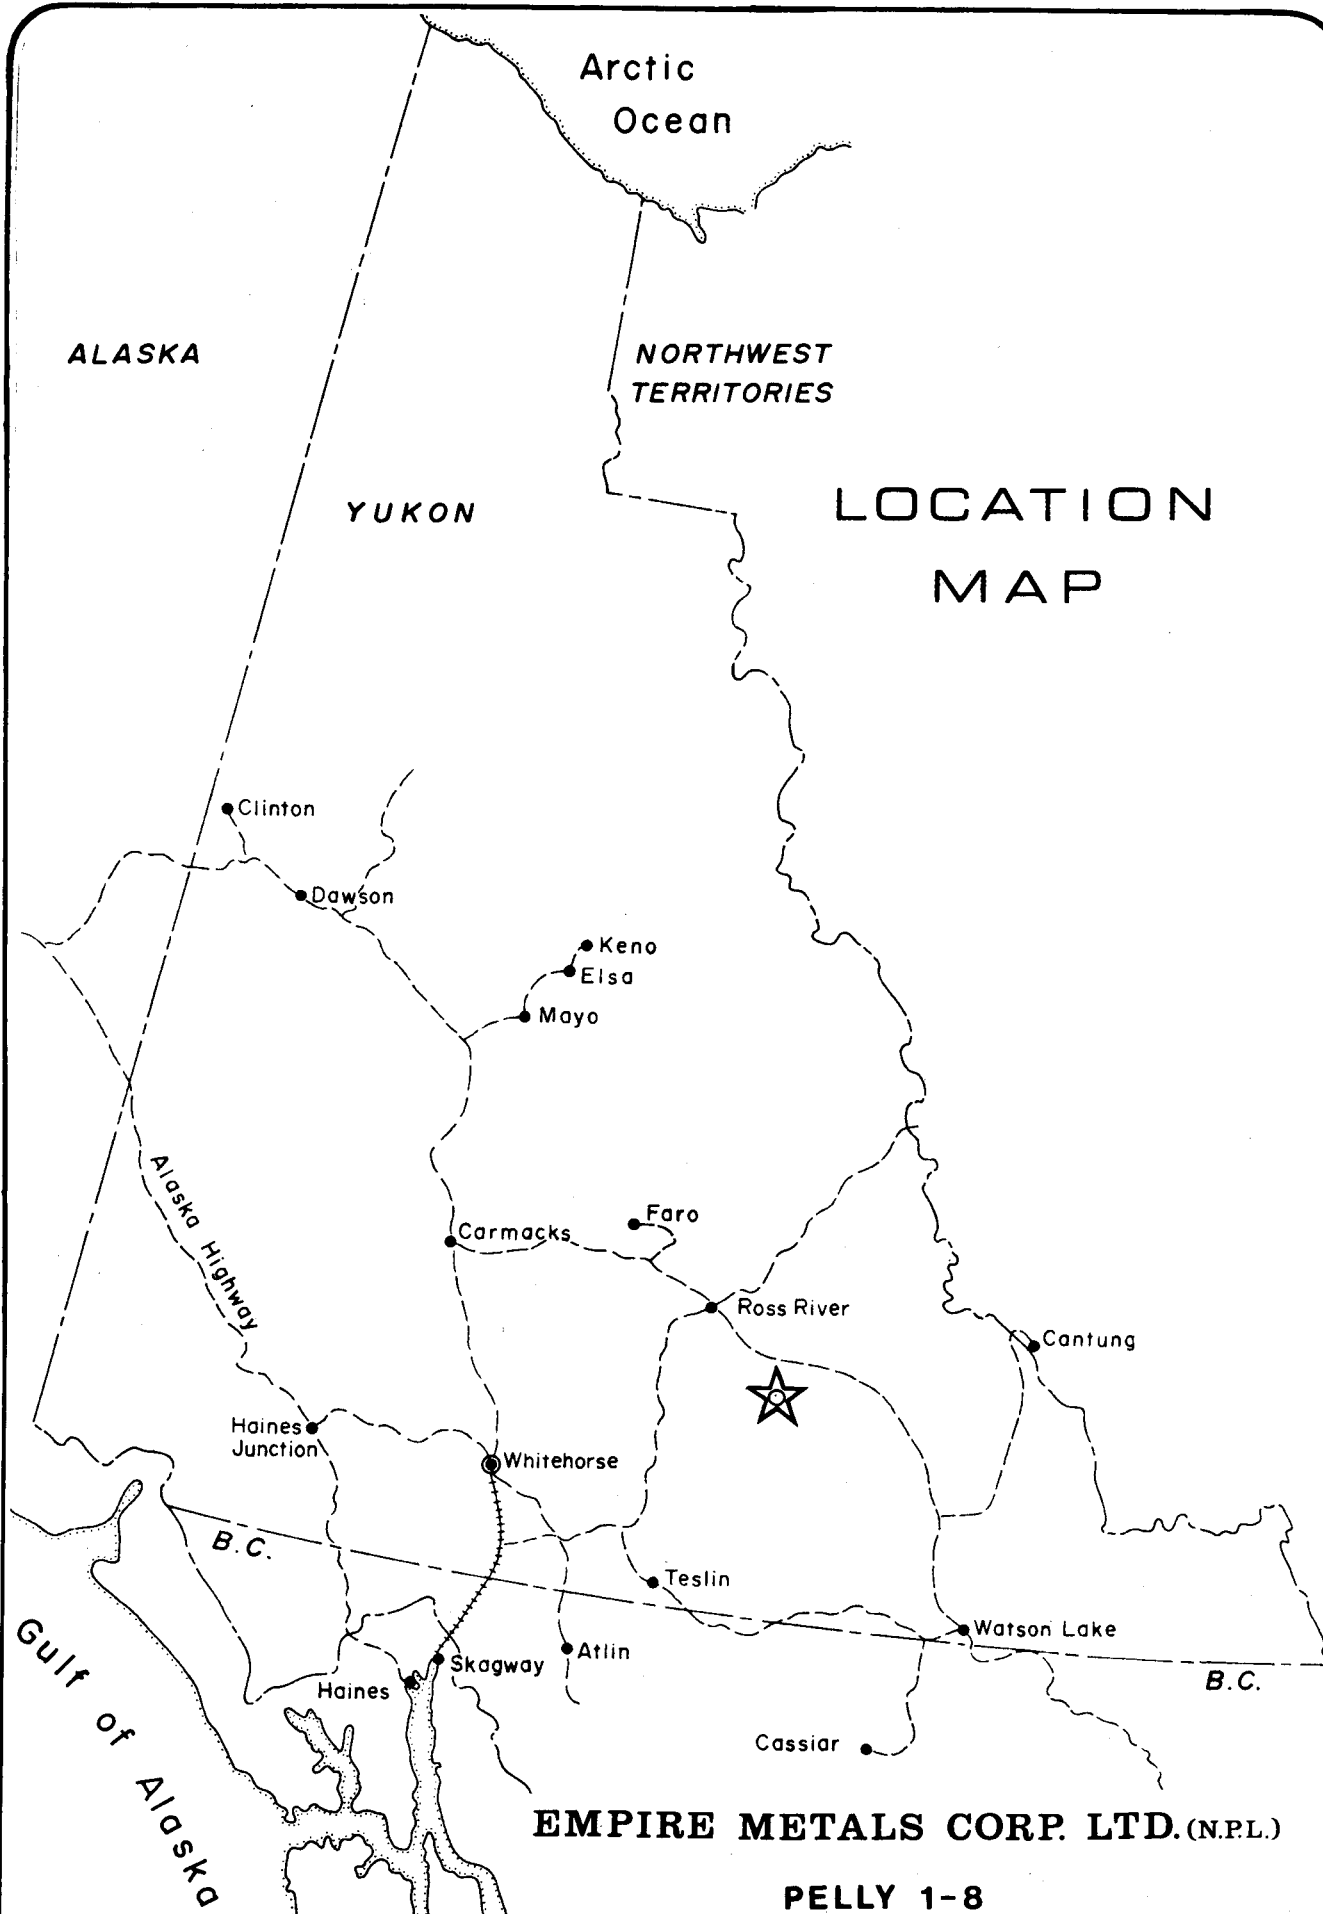 Arctic
Ocean
ALASKA
NORTHWEST
TERRITORIES
YUKON
LOCATION
MAP
Clinton
Dawson
Keno
Elsa
Mayo
Alaska Highway
Faro
Carmacks
Ross River
Cantung
Haines
Junction
Whitehorse
B.C.
Teslin
Watson Lake
Atlin
Skagway
Haines
B.C.
Gulf of Alaska
Cassiar
EMPIRE METALS CORP. LTD. (N.P.L.)
PELLY 1-8